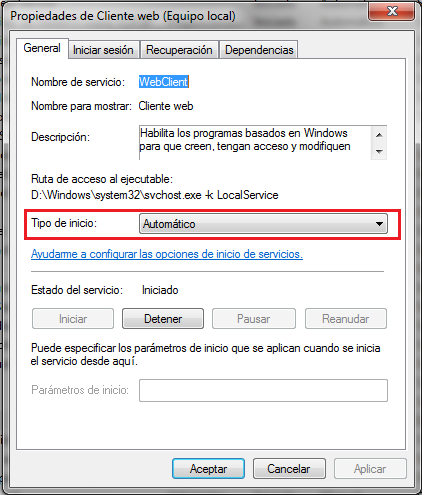 Propiedades de Cliente web (Equipo local)
General Iniciar sesión Recuperación Dependencias
Nombre de servicio: WebClient
Nombre para mostrar: Cliente web
Descripción: Habilita los programas basados en Windows
para que creen, tengan acceso y modifiquen
Ruta de acceso al ejecutable:
D:\Windows\system32\svchost.exe -k LocalService
Tipo de inicio: Automático
Ayudarme a configurar las opciones de inicio de servicios.
Estado del servicio: Iniciado
Iniciar Detener Pausar Reanudar
Puede especificar los parámetros de inicio que se aplican cuando se inicia
el servicio desde aquí.
Parámetros de inicio:
Aceptar Cancelar Aplicar